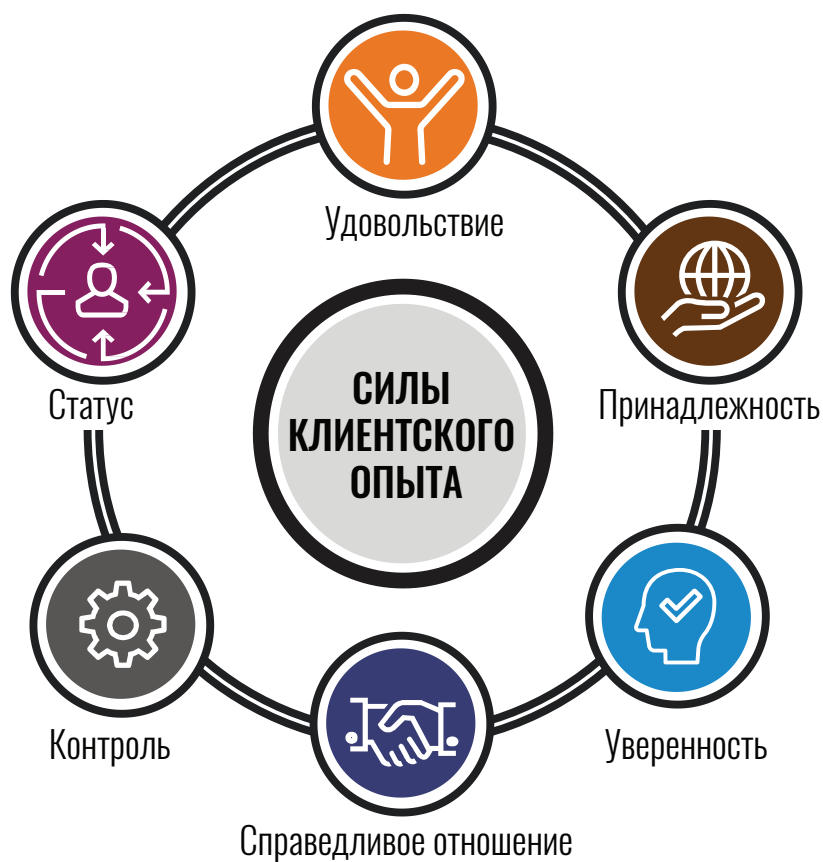 Удовольствие
Статус
Принадлежность
СИЛЫ
КЛИЕНТСКОГО
ОПЫТА
Контроль
Уверенность
Справедливое отношение